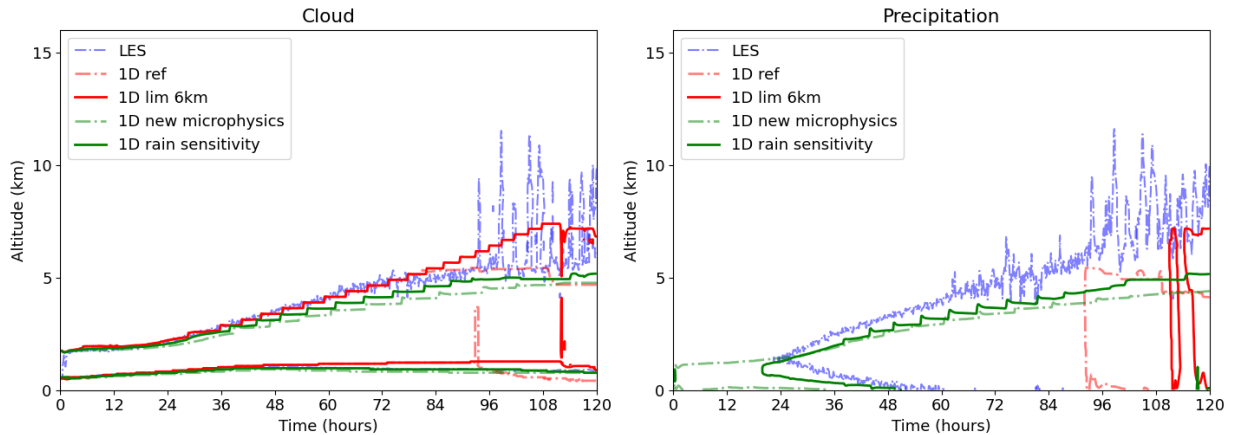 Cloud
Altitude (km)
15
10
5
0
LES
1D ref
1D lim 6km
1D new microphysics
1D rain sensitivity
0 12 24 36 48 60 72 84 96 108 120
Time (hours)
Precipitation
Altitude (km)
15
10
5
0
LES
1D ref
1D lim 6km
1D new microphysics
1D rain sensitivity
0 12 24 36 48 60 72 84 96 108 120
Time (hours)